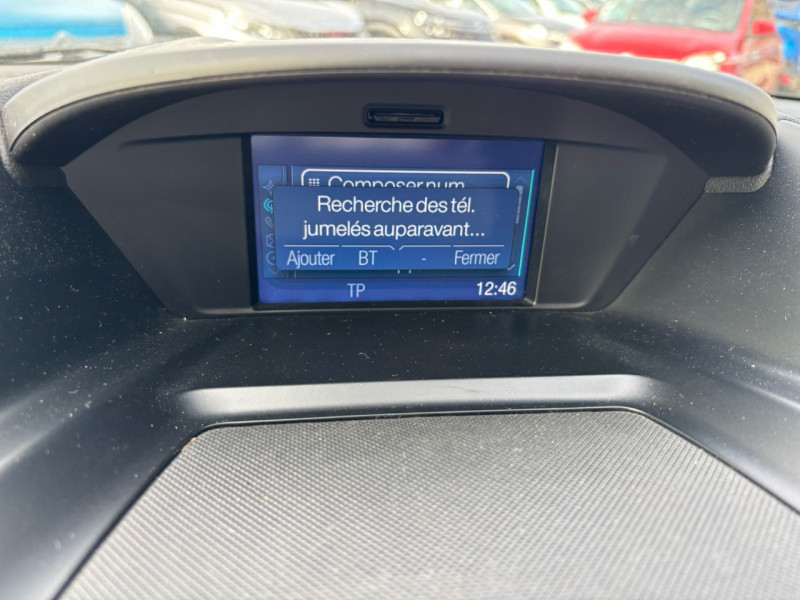 Composer num.
Recherche des tél.
jumelés auparavant...
Ajouter BT - Fermer
TP 12:46